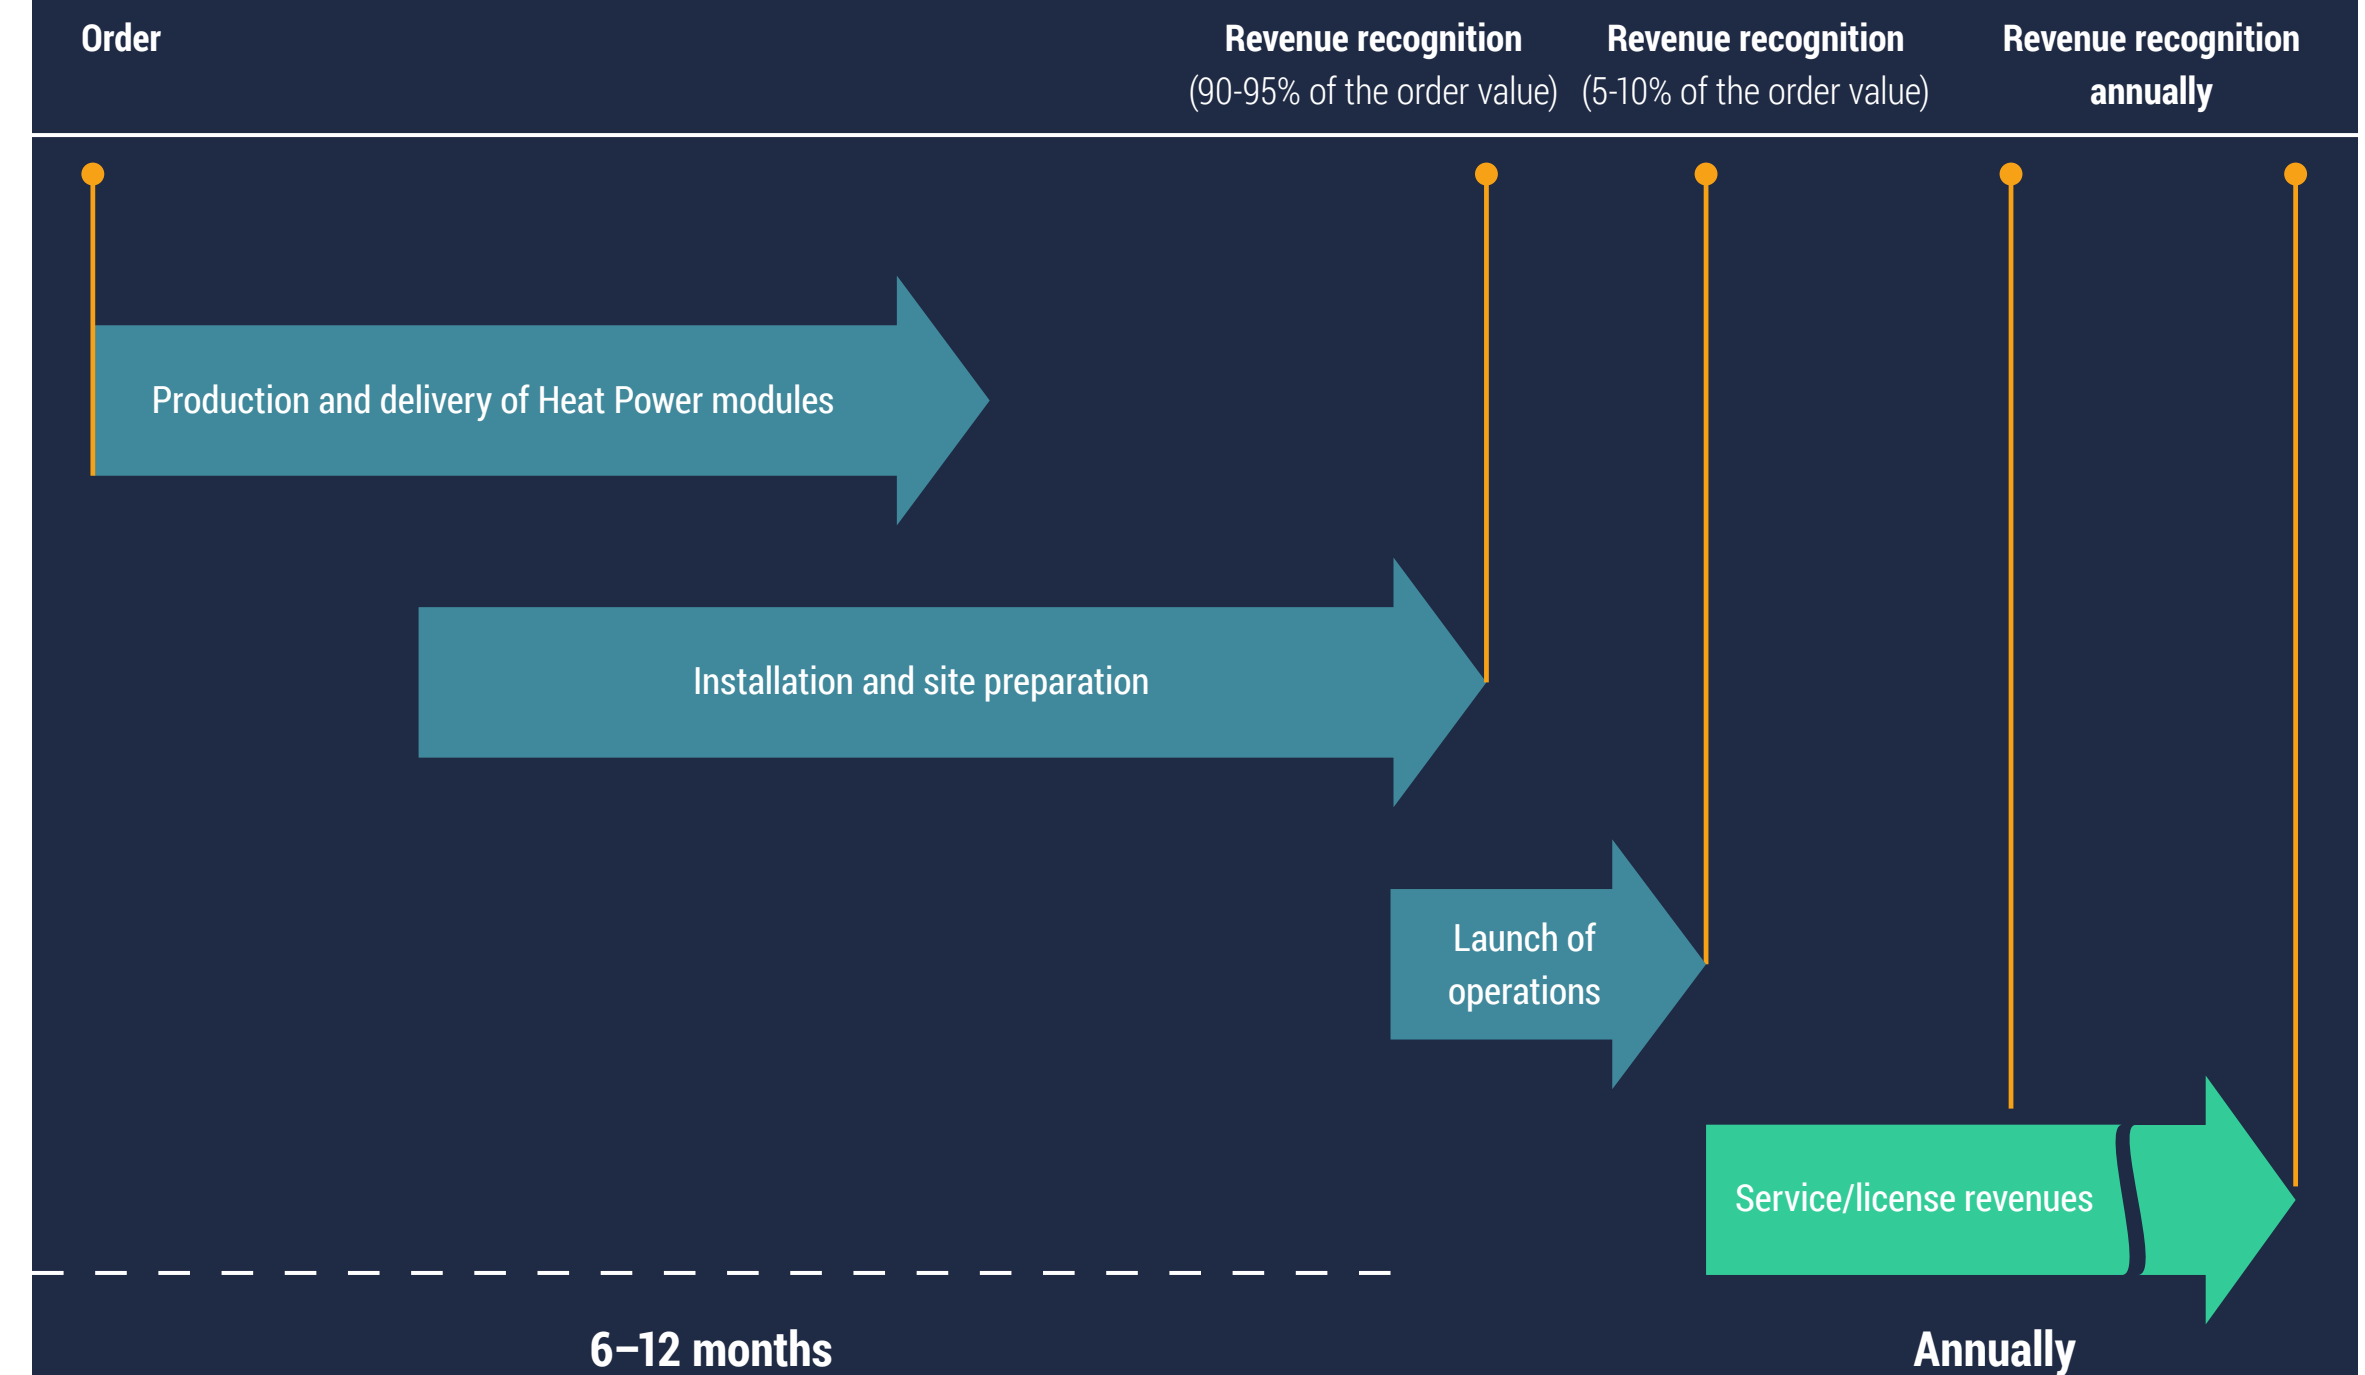 Order
Revenue recognition
(90-95% of the order value)
Revenue recognition
(5-10% of the order value)
Revenue recognition
annually
Production and delivery of Heat Power modules
Installation and site preparation
Launch of
operations
Service/license revenues
6–12 months
Annually